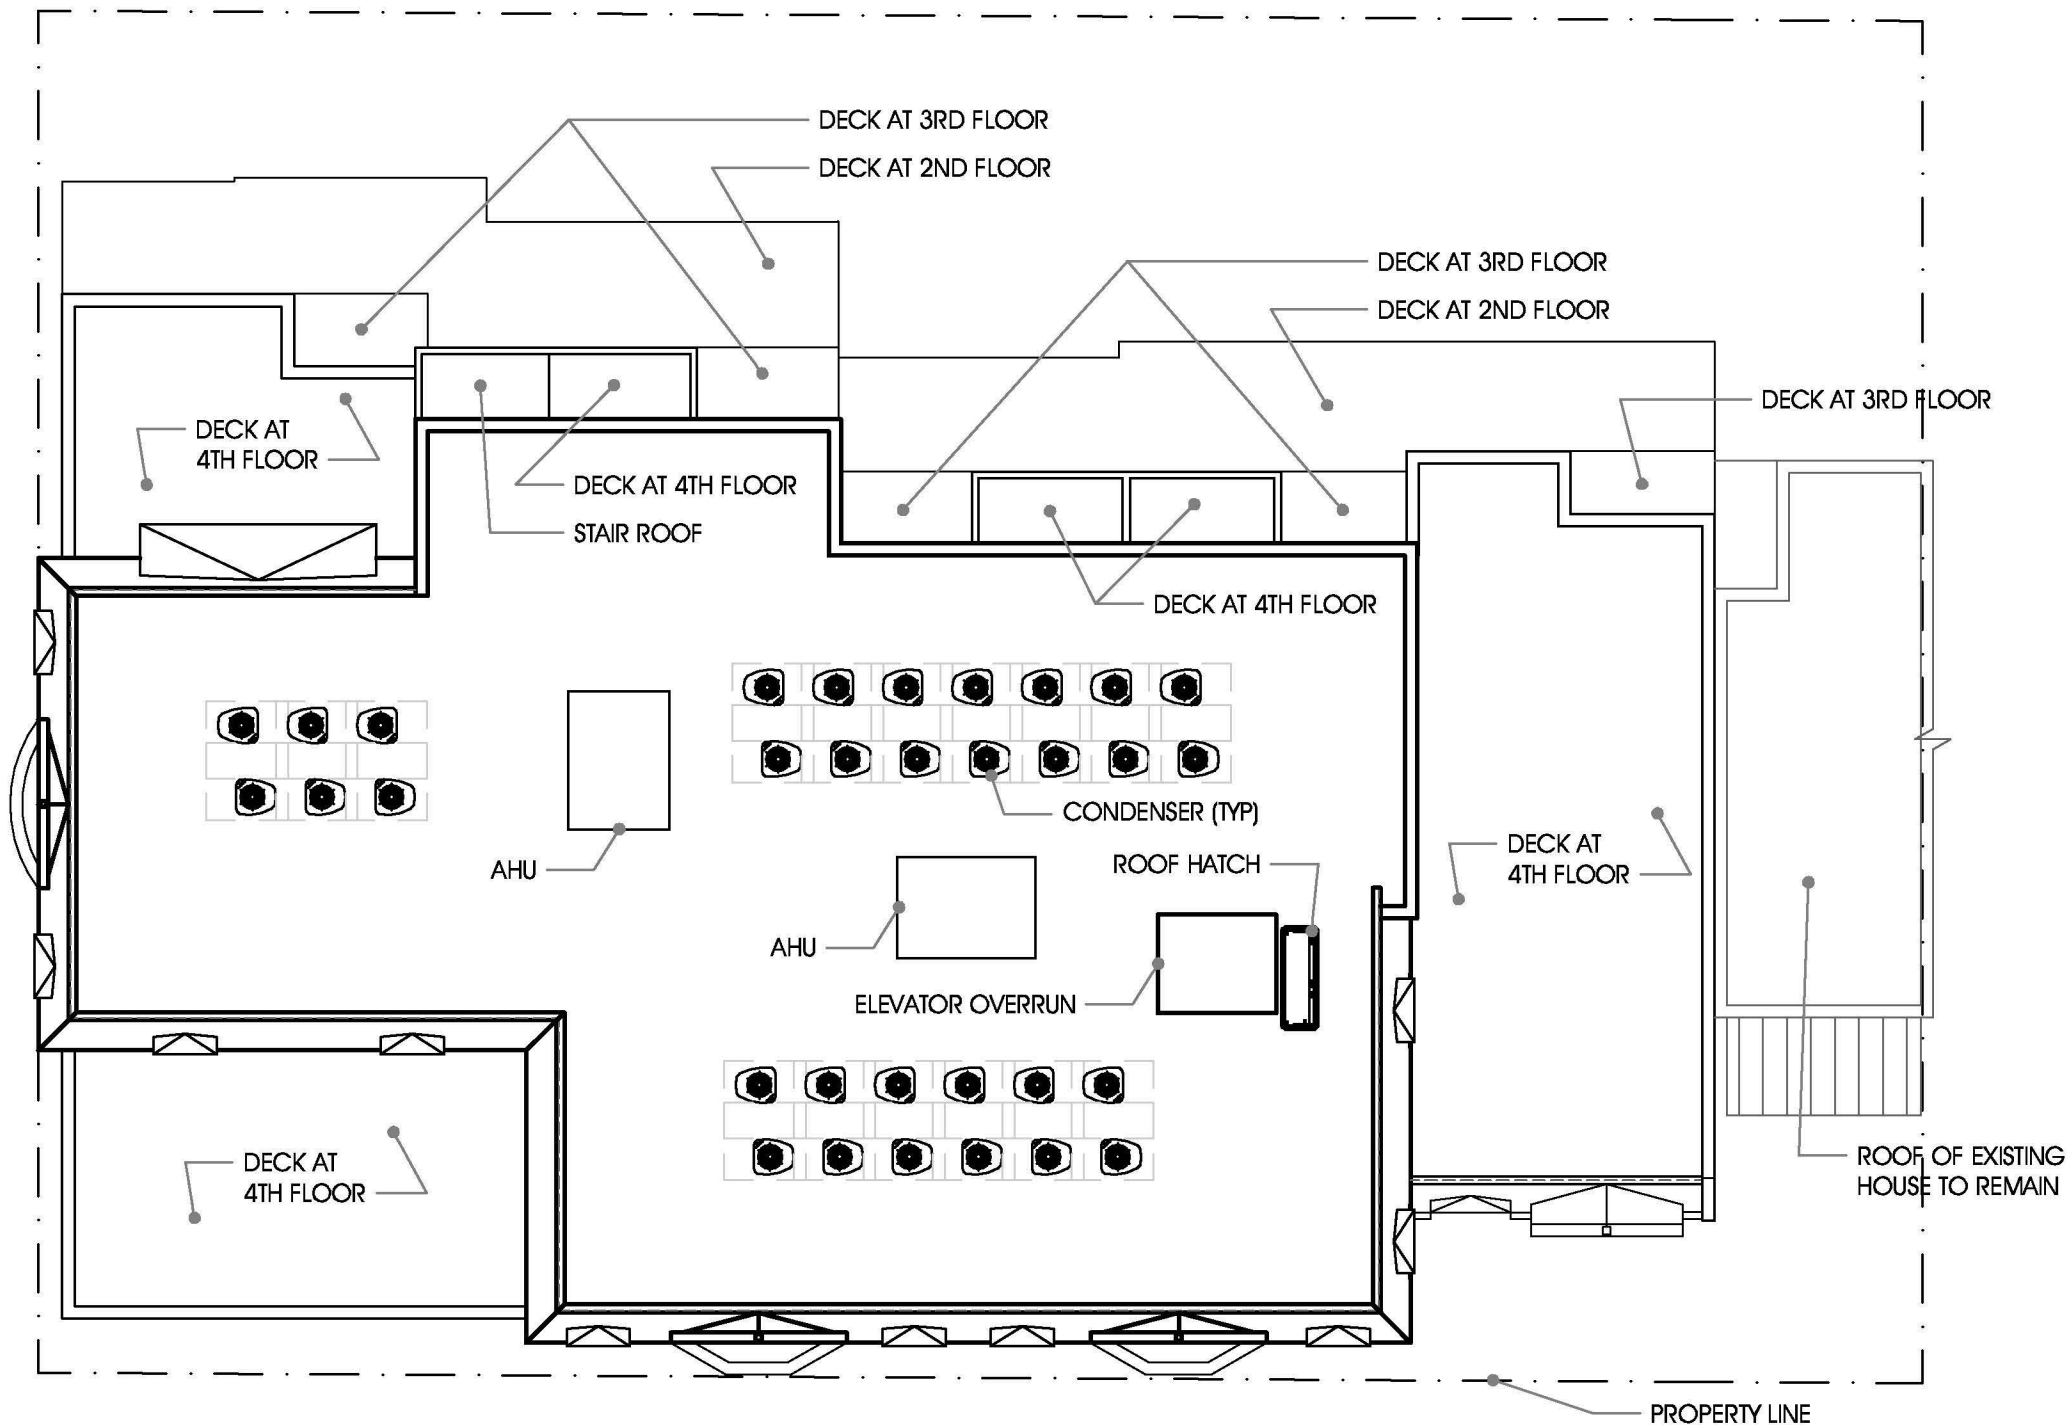 DECK AT 3RD FLOOR
DECK AT 2ND FLOOR
DECK AT 3RD FLOOR
DECK AT 2ND FLOOR
DECK AT 3RD FLOOR
DECK AT
4TH FLOOR
DECK AT 4TH FLOOR
STAIR ROOF
DECK AT 4TH FLOOR
CONDENSER (TYP)
AHU
ROOF HATCH
DECK AT
4TH FLOOR
AHU
ELEVATOR OVERRUN
DECK AT
4TH FLOOR
ROOF OF EXISTING
HOUSE TO REMAIN
PROPERTY LINE